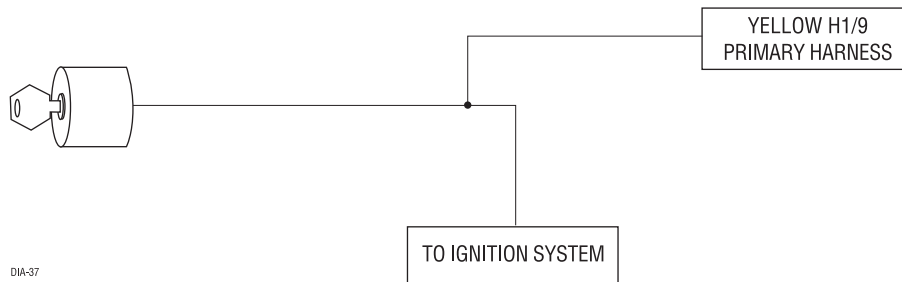 YELLOW H1/9
PRIMARY HARNESS
TO IGNITION SYSTEM
DIA-37